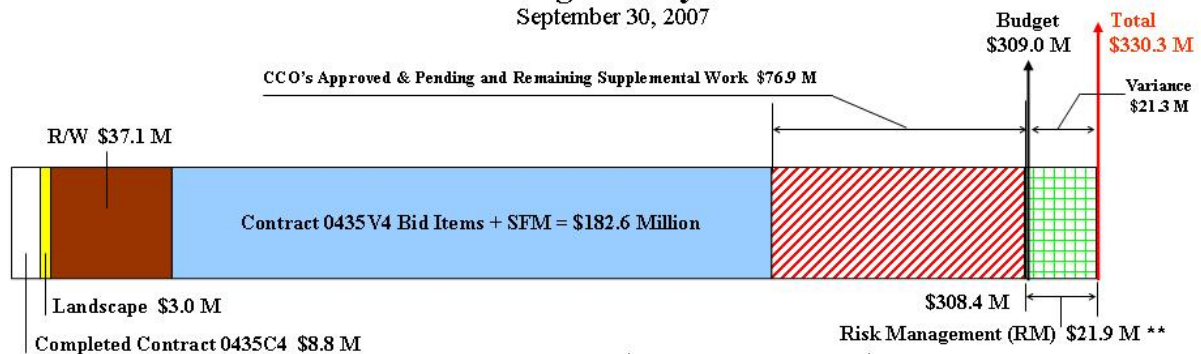 September 30, 2007
Budget
$309.0 M
Total
$330.3 M
CCO's Approved & Pending and Remaining Supplemental Work $76.9 M
Variance
$21.3 M
R/W $37.1 M
Contract 0435V4 Bid Items + SFM = $182.6 Million
Landscape $3.0 M
$308.4 M
Completed Contract 0435C4 $8.8 M
Risk Management (RM) $21.9 M **